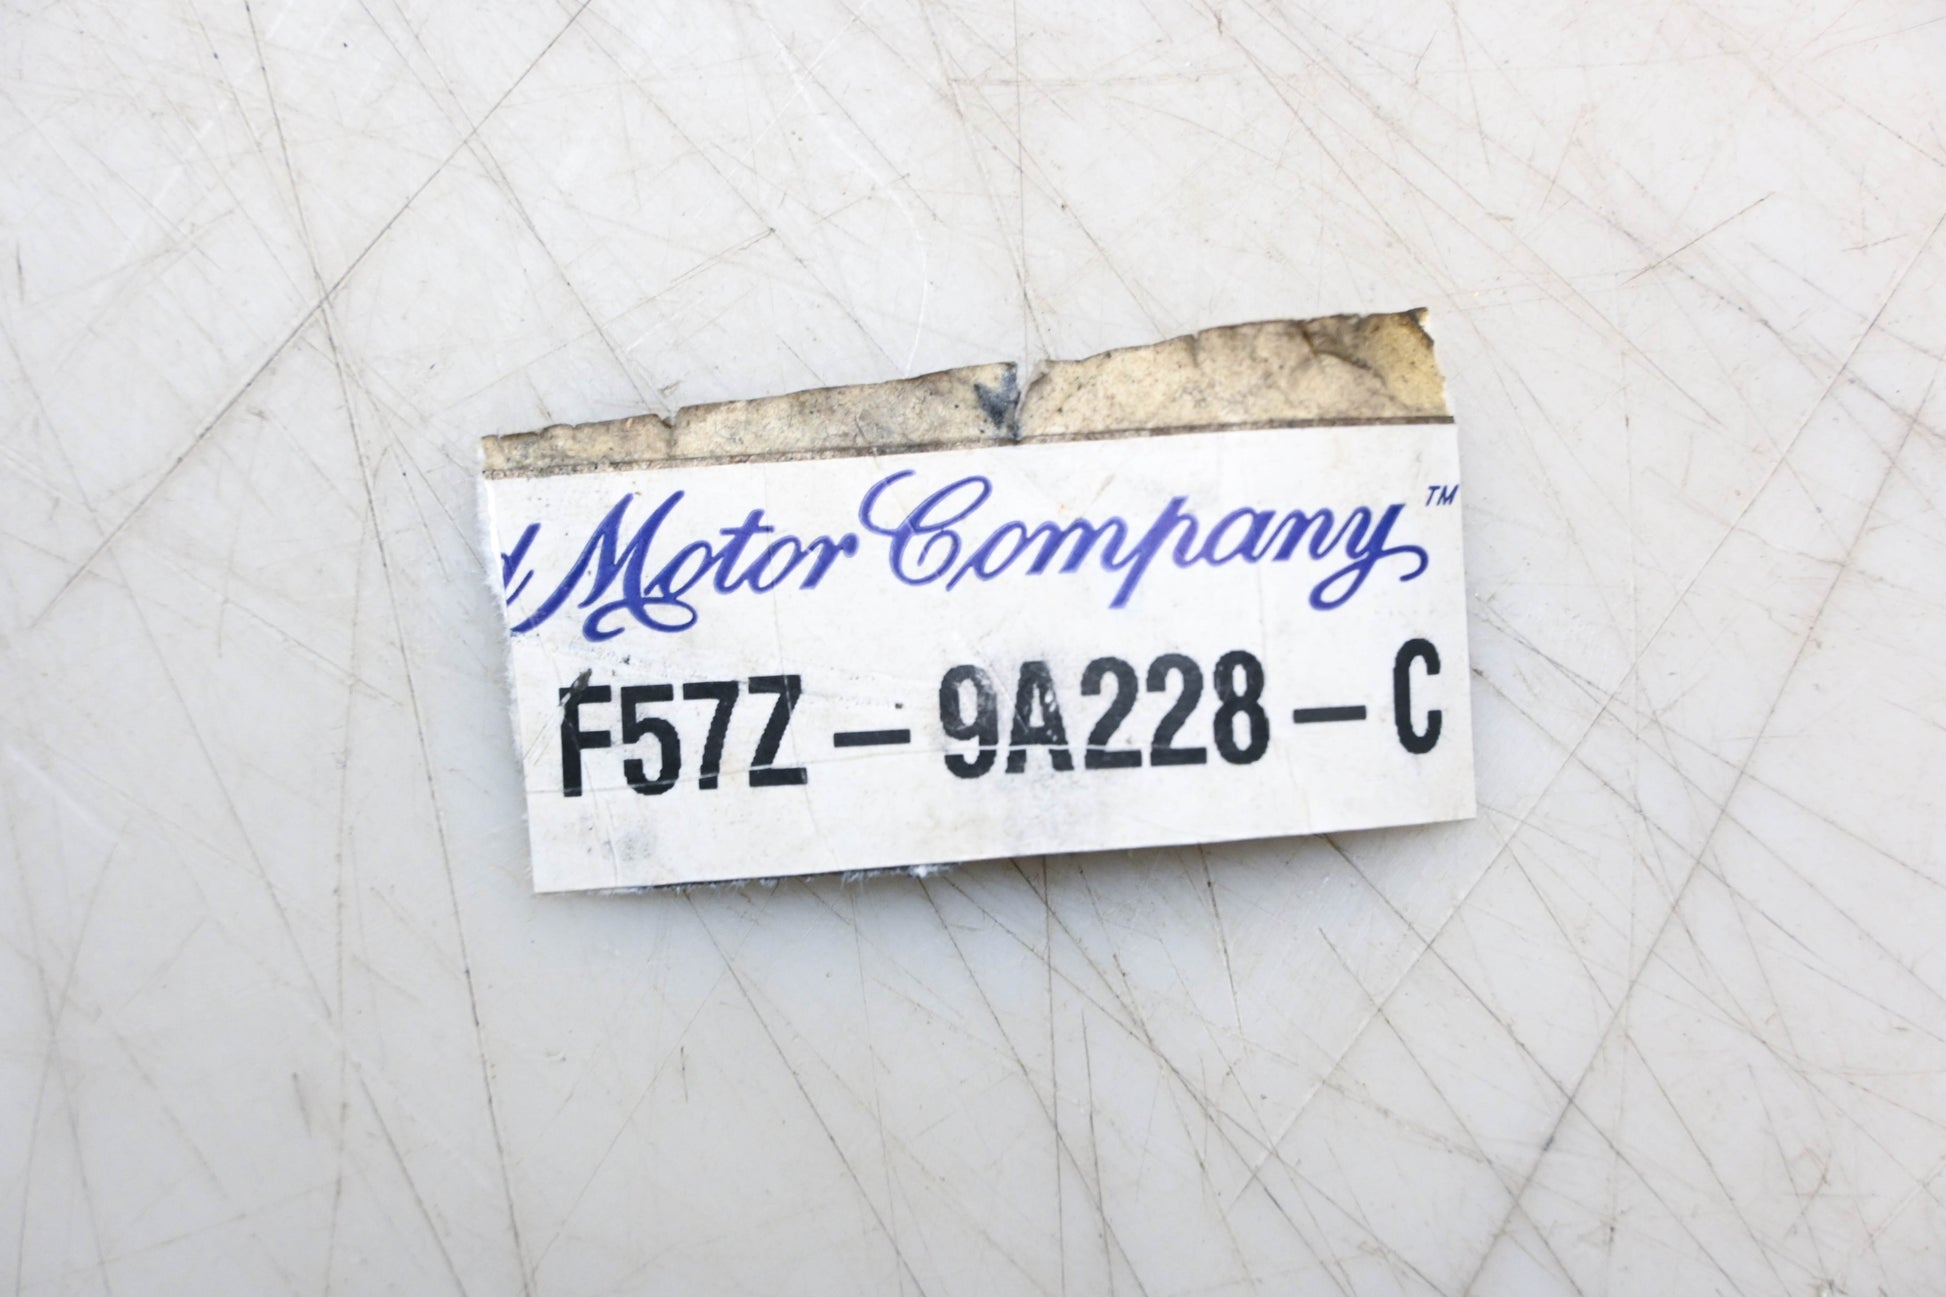 d Motor Company™
F57Z-9A228-C